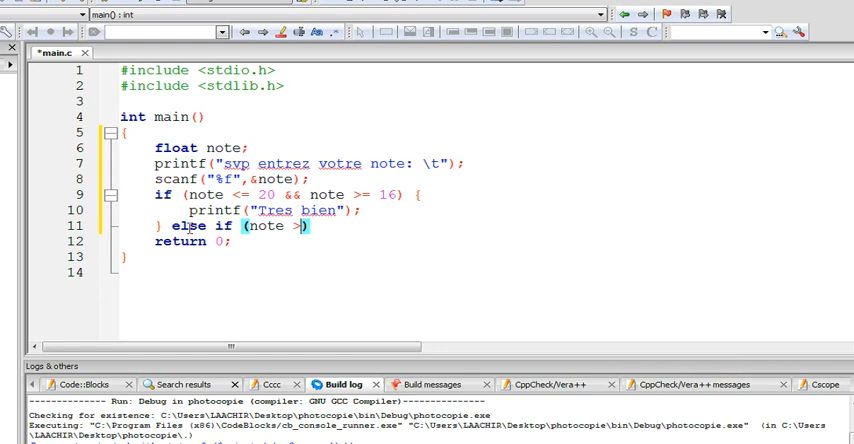 main() : int
*main.c
1 #include <stdio.h>
2 #include <stdlib.h>
3
4 int main()
5 {
6 float note;
7 printf("svp entrez votre note: \t");
8 scanf("%f",&note);
9 if (note <= 20 && note >= 16) {
10 printf("Tres bien");
11 } else if (note >)
12 return 0;
13 }
14
Logs & others
Code::Blocks Search results Cccc Build log Build messages CppCheck/Vera++ CppCheck/Vera++ messages Cscope
-------------- Run: Debug in photocopie (compiler: GNU GCC Compiler)---------------
Checking for existence: C:\Users\LAACHIR\Desktop\photocopie\bin\Debug\photocopie.exe
Executing: "C:\Program Files (x86)\CodeBlocks/cb_console_runner.exe" "C:\Users\LAACHIR\Desktop\photocopie\bin\Debug\photocopie.exe" (in C:\Users
\LAACHIR\Desktop\photocopie\.)